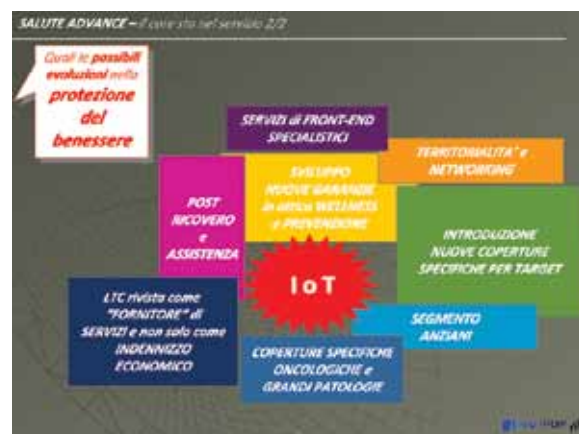 SALUTE ADVANCE – il core sta nel servizio 2/2
Quali le possibili
evoluzioni nella
protezione
del
benessere
SERVIZI di FRONT-END
SPECIALISTICI
TERRITORIALITA' e
NETWORKING
SVILUPPO
NUOVE GARANZIE
in ottica WELLNESS
e PREVENZIONE
POST
RICOVERO
e
ASSISTENZA
INTRODUZIONE
NUOVE COPERTURE
SPECIFICHE PER TARGET
IoT
LTC rivista come
"FORNITORE" di
SERVIZI e non solo come
INDENNIZZO
ECONOMICO
SEGMENTO
ANZIANI
COPERTURE SPECIFICHE
ONCOLOGICHE e
GRANDI PATOLOGIE